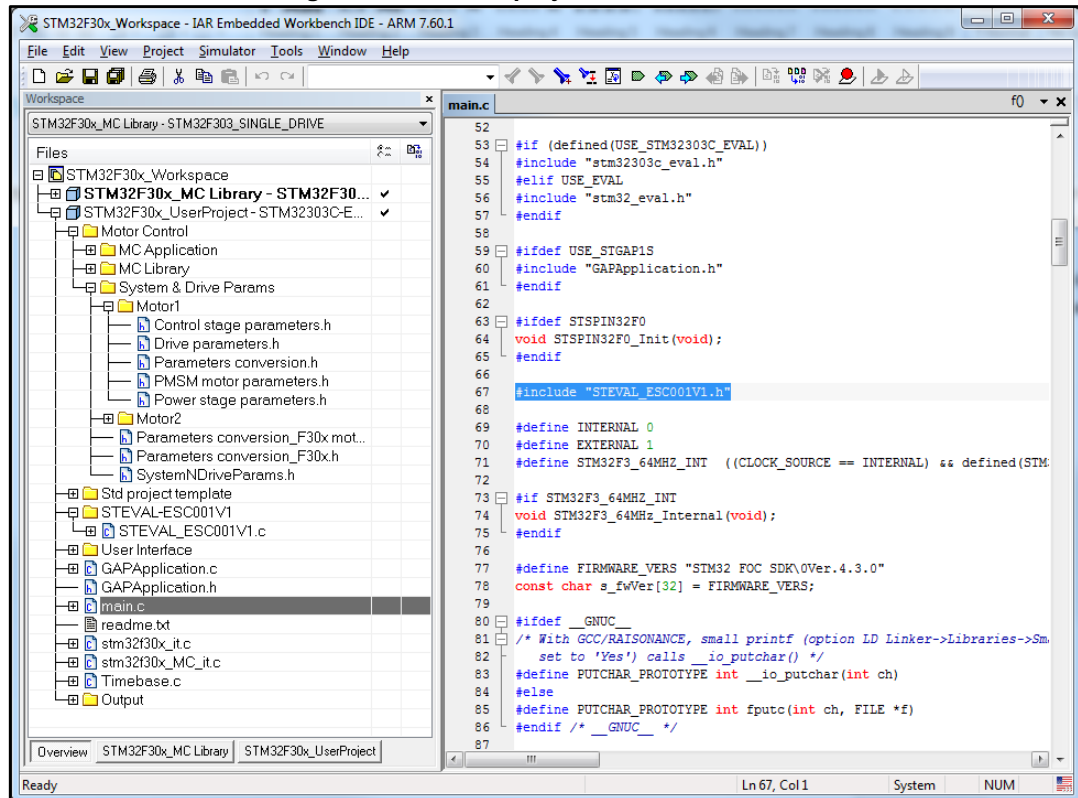 STM32F30x_Workspace - IAR Embedded Workbench IDE - ARM 7.60.1
File Edit View Project Simulator Tools Window Help
Workspace
STM32F30x_MC Library - STM32F303_SINGLE_DRIVE
Files
STM32F30x_Workspace
STM32F30x_MC Library - STM32F30...
STM32F30x_UserProject - STM32303C-E...
Motor Control
MC Application
MC Library
System & Drive Params
Motor1
Control stage parameters.h
Drive parameters.h
Parameters conversion.h
PMSM motor parameters.h
Power stage parameters.h
Motor2
Parameters conversion_F30x mot...
Parameters conversion_F30x.h
SystemNDriveParams.h
Std project template
STEVAL-ESC001V1
STEVAL_ESC001V1.c
User Interface
GAPApplication.c
GAPApplication.h
main.c
readme.txt
stm32f30x_it.c
stm32f30x_MC_it.c
Timebase.c
Output
Overview STM32F30x_MC Library STM32F30x_UserProject
main.c f()
52
53 #if (defined(USE_STM32303C_EVAL))
54 #include "stm32303c_eval.h"
55 #elif USE_EVAL
56 #include "stm32_eval.h"
57 #endif
58
59 #ifdef USE_STGAP1S
60 #include "GAPApplication.h"
61 #endif
62
63 #ifdef STSPIN32F0
64 void STSPIN32F0_Init(void);
65 #endif
66
67 #include "STEVAL_ESC001V1.h"
68
69 #define INTERNAL 0
70 #define EXTERNAL 1
71 #define STM32F3_64MHZ_INT ((CLOCK_SOURCE == INTERNAL) && defined(STM
72
73 #if STM32F3_64MHZ_INT
74 void STM32F3_64MHz_Internal(void);
75 #endif
76
77 #define FIRMWARE_VERS "STM32 FOC SDK\0Ver.4.3.0"
78 const char s_fwVer[32] = FIRMWARE_VERS;
79
80 #ifdef __GNUC__
81 /* With GCC/RAISONANCE, small printf (option LD Linker->Libraries->Sm
82 set to 'Yes') calls __io_putchar() */
83 #define PUTCHAR_PROTOTYPE int __io_putchar(int ch)
84 #else
85 #define PUTCHAR_PROTOTYPE int fputc(int ch, FILE *f)
86 #endif /* __GNUC__ */
87
Ready Ln 67, Col 1 System NUM